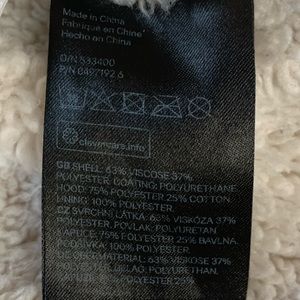 Made in China
Fabriqué en Chine
Hecho en China
O/N 533400
P/N 0497192 6
clevercare.info
GB SHELL: 63% VISCOSE 37%
POLYESTER. COATING: POLYURETHANE.
HOOD: 75% POLYESTER 25% COTTON.
LINING: 100% POLYESTER.
CZ SVRCHNÍ LÁTKA: 63% VISKÓZA 37%
POLYESTER. POVLAK: POLYURETAN.
KAPUCE: 75% POLYESTER 25% BAVLNA.
PODŠÍVKA: 100% POLYESTER.
63% VISKOSE 37%
POLYURETHAN.
POLYESTER 25%